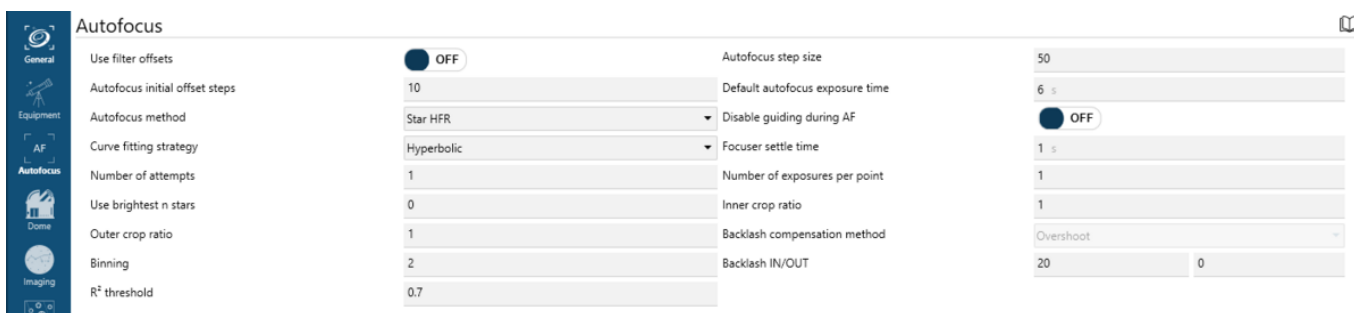 Autofocus
General
Use filter offsets OFF Autofocus step size 50
Autofocus initial offset steps 10 Default autofocus exposure time 6 s
Equipment
Autofocus method Star HFR Disable guiding during AF OFF
AF
Curve fitting strategy Hyperbolic Focuser settle time 1 s
Autofocus
Number of attempts 1 Number of exposures per point 1
Use brightest n stars 0 Inner crop ratio 1
Dome
Outer crop ratio 1 Backlash compensation method Overshoot
Binning 2 Backlash IN/OUT 20 0
Imaging
R² threshold 0.7